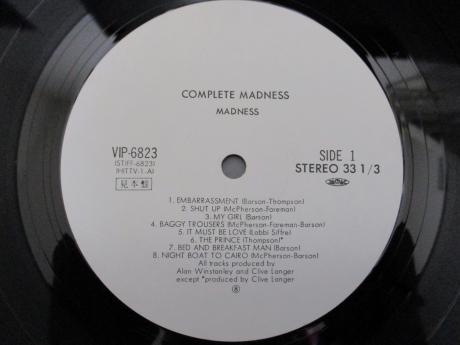 COMPLETE MADNESS
MADNESS
VIP-6823
(STIFF-6823)
(HITTV-1-A)
見本盤
SIDE 1
STEREO 33 1/3
1. EMBARRASSMENT (Barson-Thompson)
2. SHUT UP (McPherson-Foreman)
3. MY GIRL (Barson)
4. BAGGY TROUSERS (McPherson-Foreman-Barson)
5. IT MUST BE LOVE (Labbi Siffre)
6. THE PRINCE (Thompson)*
7. BED AND BREAKFAST MAN (Barson)
8. NIGHT BOAT TO CAIRO (McPherson-Barson)
All tracks produced by
Alan Winstanley and Clive Langer
except *produced by Clive Langer